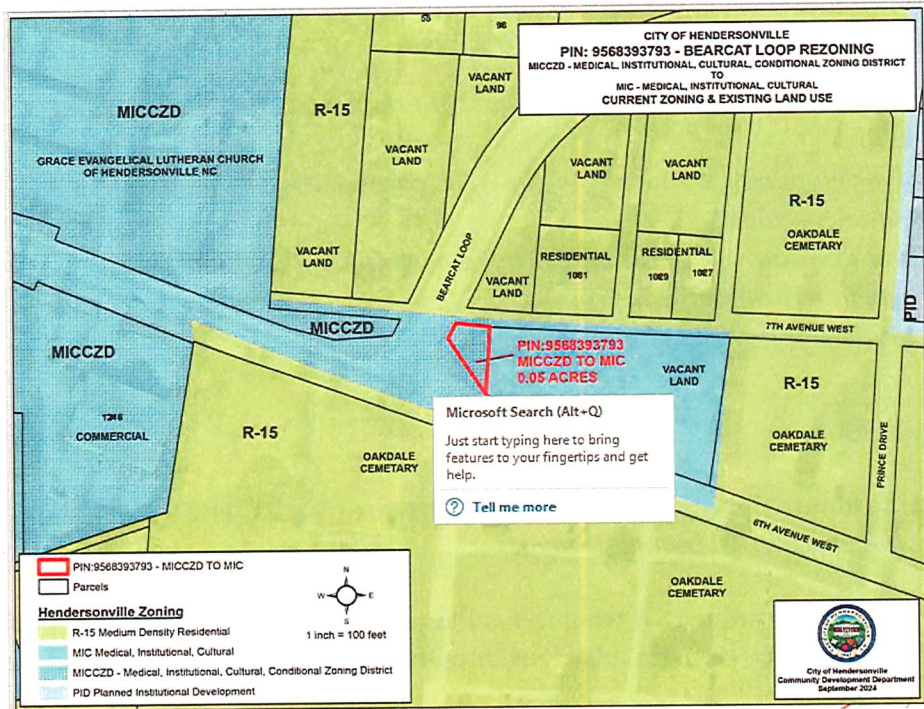 CITY OF HENDERSONVILLE
PIN: 9568393793 - BEARCAT LOOP REZONING
MICCZD - MEDICAL, INSTITUTIONAL, CULTURAL, CONDITIONAL ZONING DISTRICT
TO
MIC - MEDICAL, INSTITUTIONAL, CULTURAL
CURRENT ZONING & EXISTING LAND USE
55
98
MICCZD
GRACE EVANGELICAL LUTHERAN CHURCH
OF HENDERSONVILLE NC
R-15
VACANT
LAND
VACANT
LAND
VACANT
LAND
VACANT
LAND
VACANT
LAND
VACANT
LAND
BEARCAT LOOP
RESIDENTIAL
1081
RESIDENTIAL
1029
1027
R-15
OAKDALE
CEMETARY
PID
7TH AVENUE WEST
MICCZD
MICCZD
1246
COMMERCIAL
PIN:9568393793
MICCZD TO MIC
0.05 ACRES
VACANT
LAND
R-15
OAKDALE
CEMETARY
PRINCE DRIVE
R-15
OAKDALE
CEMETARY
Microsoft Search (Alt+Q)
Just start typing here to bring
features to your fingertips and get
help.
? Tell me more
6TH AVENUE WEST
OAKDALE
CEMETARY
PIN:9568393793 - MICCZD TO MIC
Parcels
Hendersonville Zoning
R-15 Medium Density Residential
MIC Medical, Institutional, Cultural
MICCZD - Medical, Institutional, Cultural, Conditional Zoning District
PID Planned Institutional Development
N
W
E
S
1 inch = 100 feet
City of Hendersonville
Community Development Department
September 2024